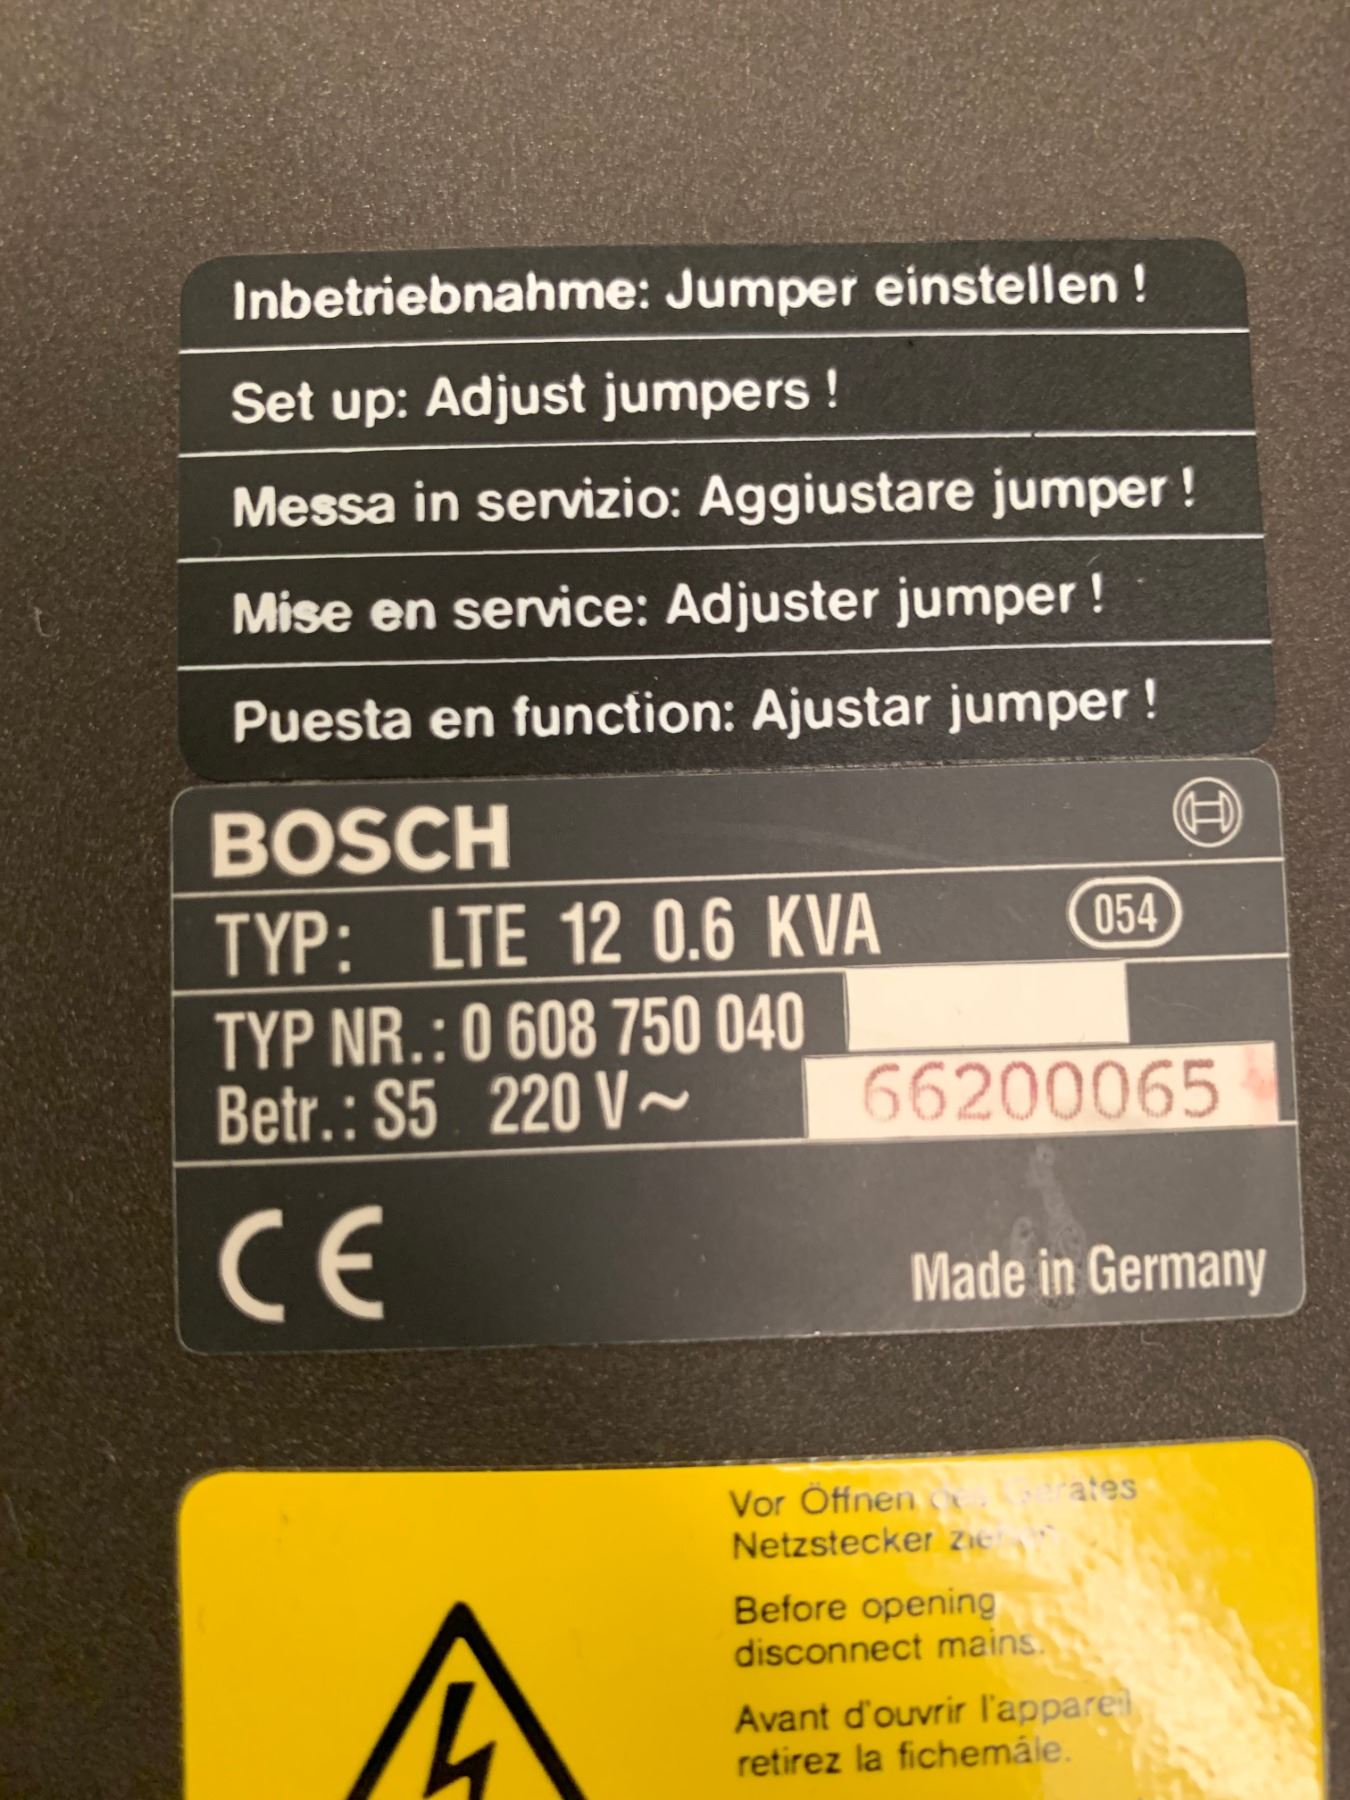 Inbetriebnahme: Jumper einstellen !
Set up: Adjust jumpers !
Messa in servizio: Aggiustare jumper !
Mise en service: Adjuster jumper !
Puesta en function: Ajustar jumper !
BOSCH
TYP: LTE 12 0.6 KVA 054
TYP NR.: 0 608 750 040
Betr.: S5 220 V~ 66200065
CE
Made in Germany
Vor Öffnen des Gerätes
Netzstecker ziehen
Before opening
disconnect mains.
Avant d'ouvrir l'appareil
retirez la fichemâle.